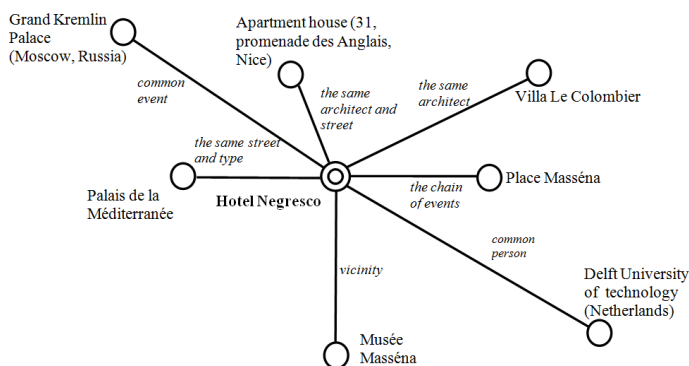 Grand Kremlin
Palace
(Moscow, Russia)
Apartment house (31,
promenade des Anglais,
Nice)
common
event
the same
architect and
street
the same
architect
Villa Le Colombier
the same street
and type
Palais de la
Méditerranée
Hotel Negresco
the chain
of events
Place Masséna
common
person
vicinity
Delft University
of technology
(Netherlands)
Musée
Masséna